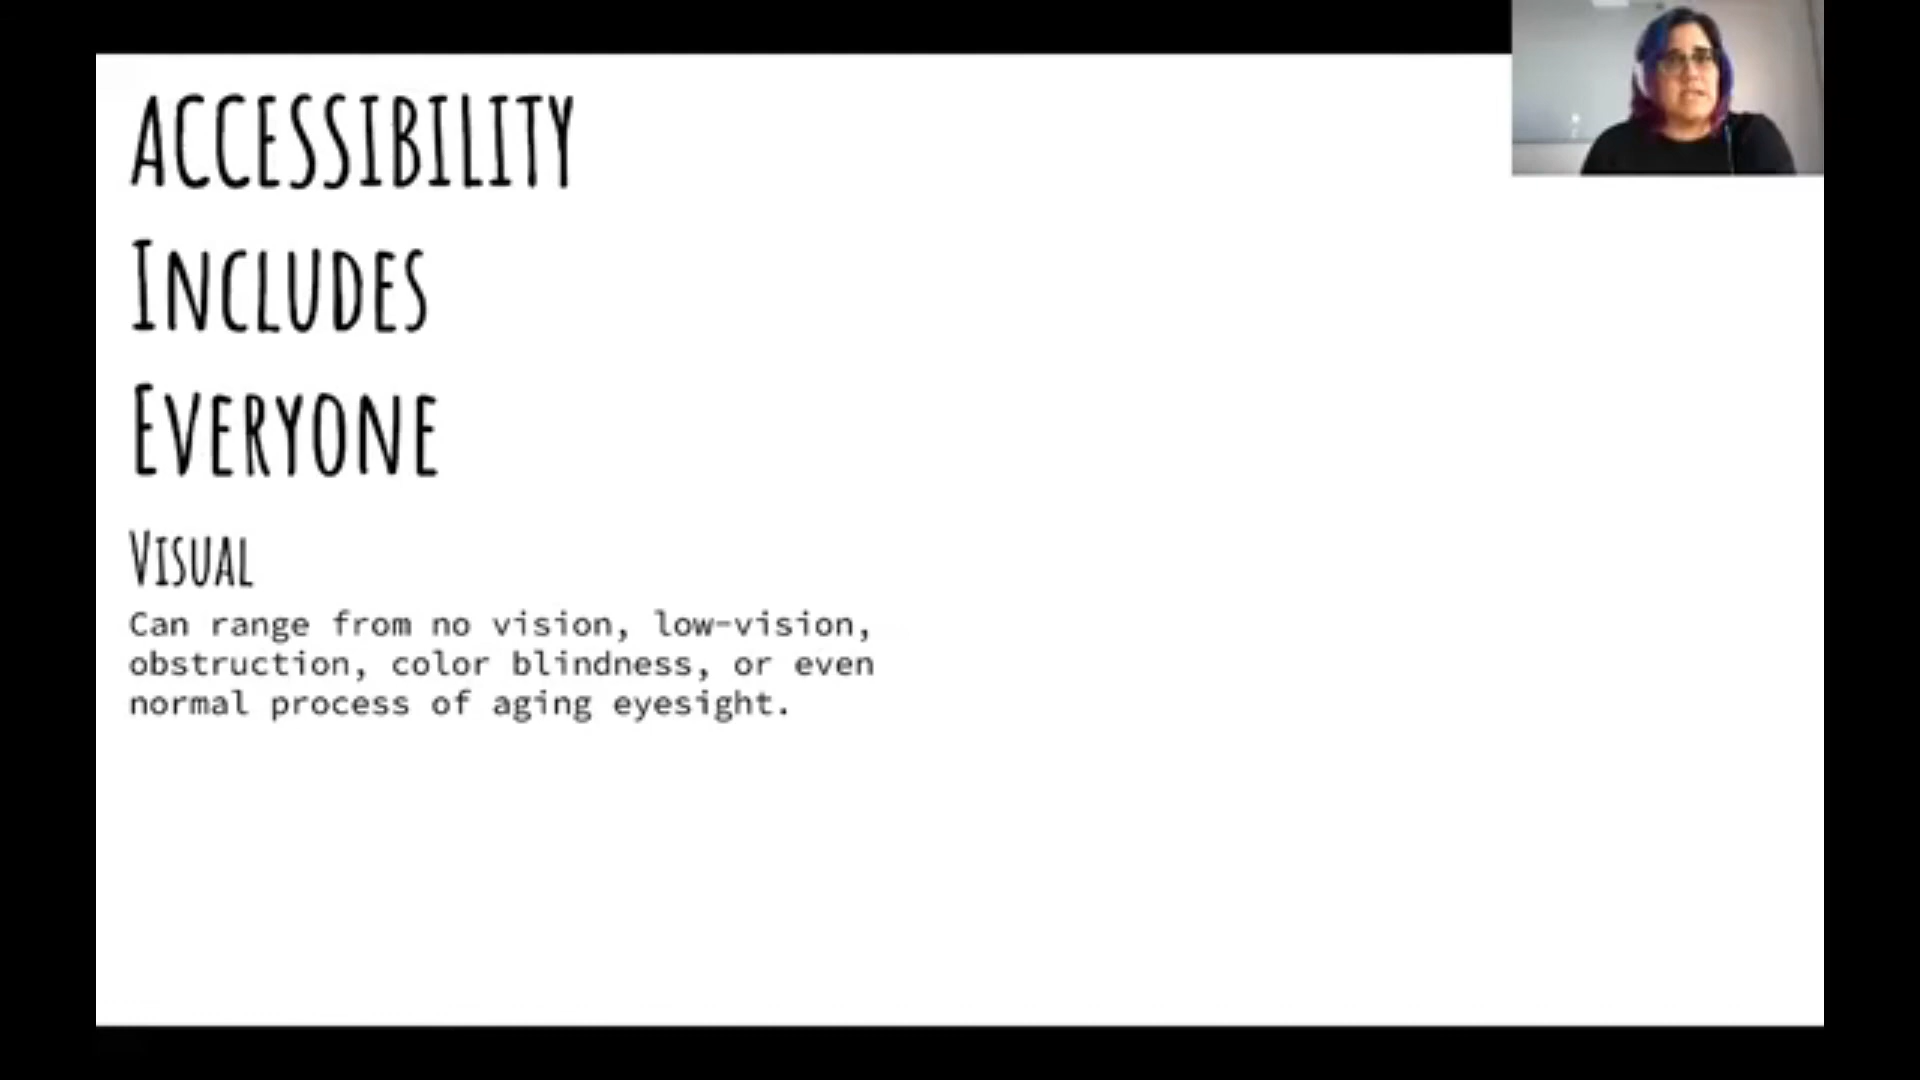 ACCESSIBILITY
INCLUDES
EVERYONE
VISUAL
Can range from no vision, low-vision,
obstruction, color blindness, or even
normal process of aging eyesight.